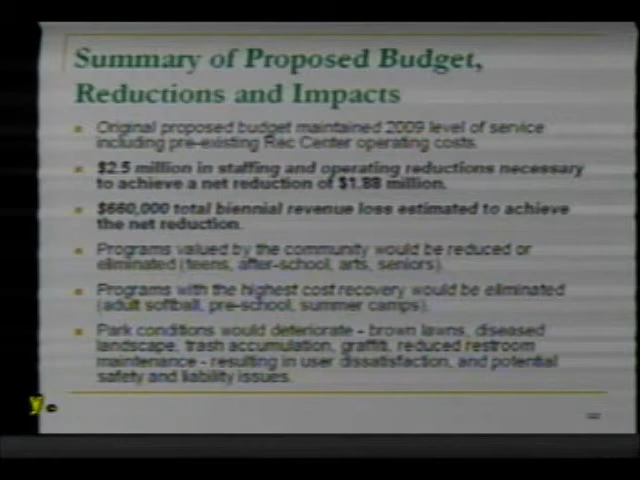 Summary of Proposed Budget,
Reductions and Impacts
Original proposed budget maintained 2009 level of service
including pre-existing Rec Center operating costs.
$2.5 million in staffing and operating reductions necessary
to achieve a net reduction of $1.88 million.
$660,000 total biennial revenue loss estimated to achieve
the net reduction.
Programs valued by the community would be reduced or
eliminated (teens, after-school, arts, seniors).
Programs with the highest cost recovery would be eliminated
(adult softball, pre-school, summer camps).
Park conditions would deteriorate - brown lawns, diseased
landscape, trash accumulation, graffiti, reduced restroom
maintenance - resulting in user dissatisfaction, and potential
safety and liability issues.
y